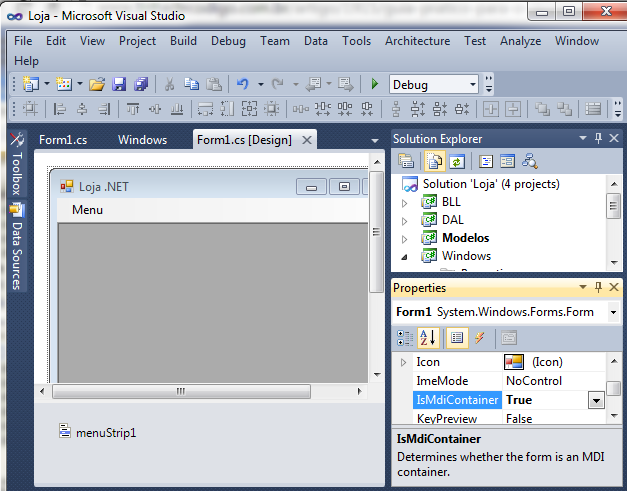 Loja - Microsoft Visual Studio
File Edit View Project Build Debug Team Data Tools Architecture Test Analyze Window
Help
Debug
Form1.cs Windows Form1.cs [Design]
Toolbox
Data Sources
Loja .NET
Menu
menuStrip1
Solution Explorer
Solution 'Loja' (4 projects)
BLL
DAL
Modelos
Windows
Properties
Form1 System.Windows.Forms.Form
Icon (Icon)
ImeMode NoControl
IsMdiContainer True
KeyPreview False
IsMdiContainer
Determines whether the form is an MDI
container.